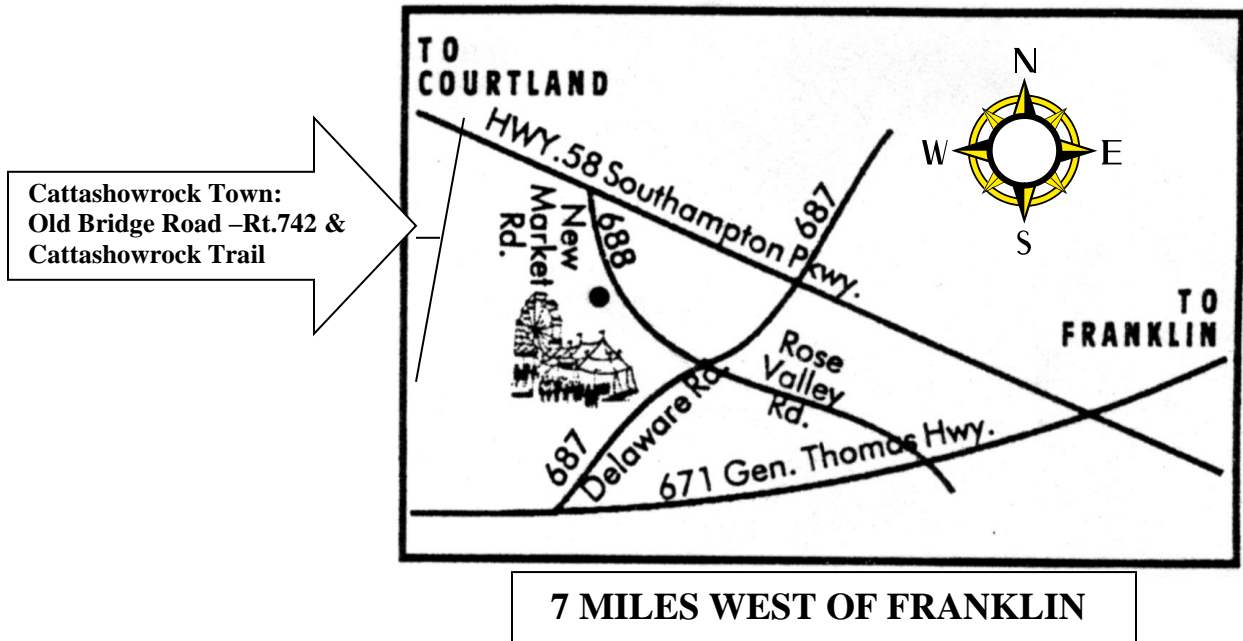 TO
COURTLAND
N
W
E
S
HWY.58 Southampton Pkwy.
687
New
Market
Rd.
688
TO
FRANKLIN
Cattashowrock Town:
Old Bridge Road –Rt.742 &
Cattashowrock Trail
Rose
Valley
Rd.
687
Delaware Rd.
671 Gen. Thomas Hwy.
7 MILES WEST OF FRANKLIN